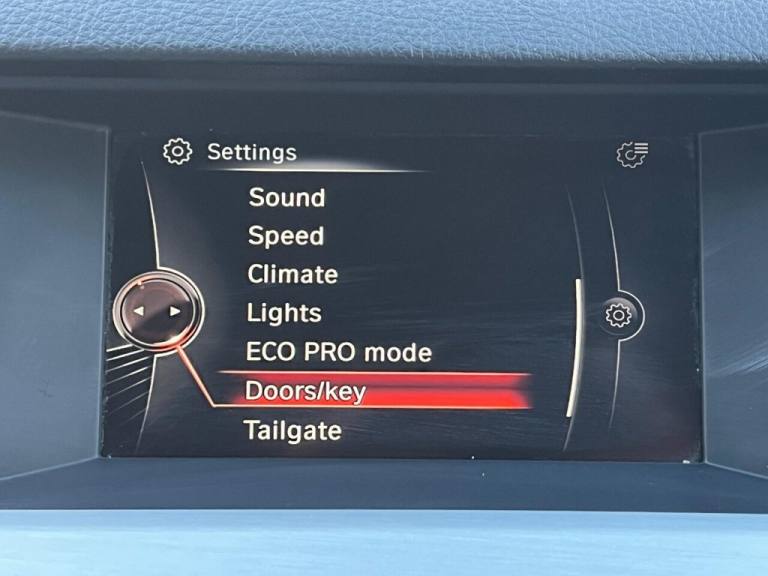 Settings
Sound
Speed
Climate
Lights
ECO PRO mode
Doors/key
Tailgate